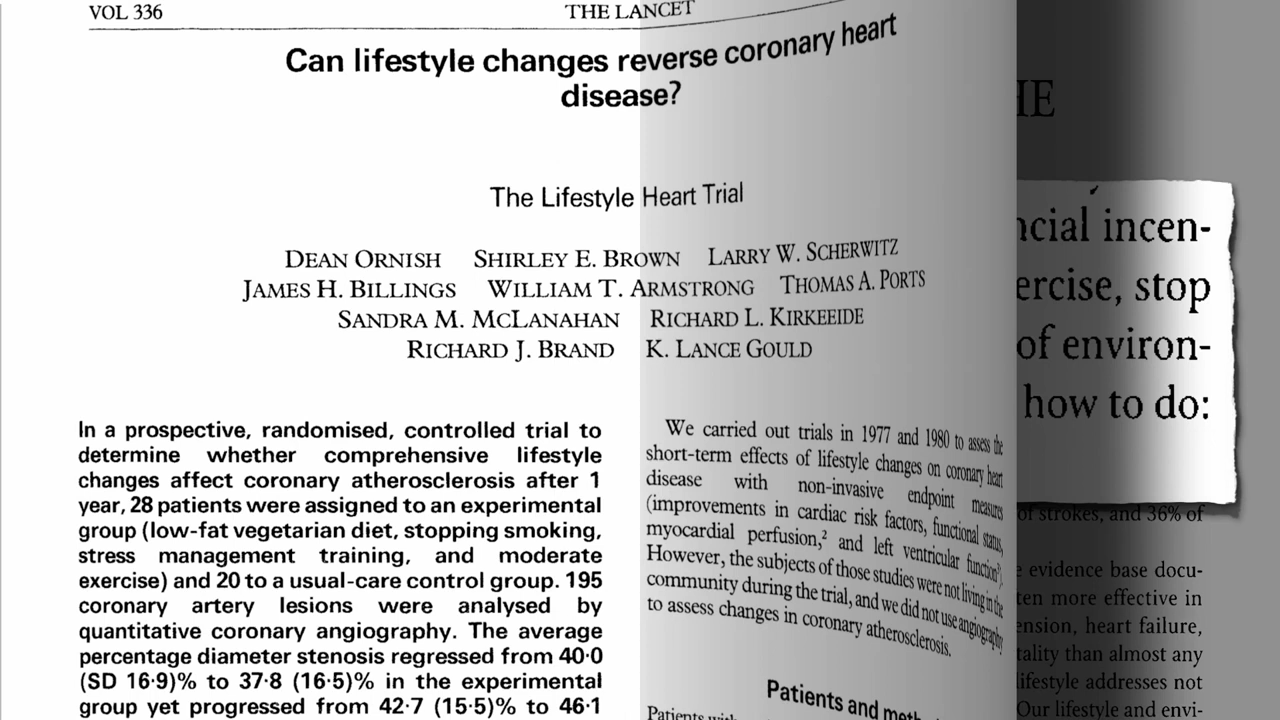 VOL 336
THE LANCET
Can lifestyle changes reverse coronary heart
disease?
The Lifestyle Heart Trial
DEAN ORNISH SHIRLEY E. BROWN LARRY W. SCHERWITZ
JAMES H. BILLINGS WILLIAM T. ARMSTRONG THOMAS A. PORTS
SANDRA M. MCLANAHAN RICHARD L. KIRKEEIDE
RICHARD J. BRAND K. LANCE GOULD
In a prospective, randomised, controlled trial to
determine whether comprehensive lifestyle
changes affect coronary atherosclerosis after 1
year, 28 patients were assigned to an experimental
group (low-fat vegetarian diet, stopping smoking,
stress management training, and moderate
exercise) and 20 to a usual-care control group. 195
coronary artery lesions were analysed by
quantitative coronary angiography. The average
percentage diameter stenosis regressed from 40·0
(SD 16·9)% to 37·8 (16·5)% in the experimental
group yet progressed from 42·7 (15·5)% to 46·1
We carried out trials in 1977 and 1980 to assess the
short-term effects of lifestyle changes on coronary heart
disease with non-invasive endpoint measures
(improvements in cardiac risk factors, functional status,
myocardial perfusion,² and left ventricular function³).
However, the subjects of those studies were not living in the
community during the trial, and we did not use angiography
to assess changes in coronary atherosclerosis.
Patients and
Patients
HE
ncial incen-
ercise, stop
of environ-
how to do:
of strokes, and 36% of
evidence base docu-
ten more effective in
ension, heart failure,
tality than almost any
lifestyle addresses not
Our lifestyle and envi-